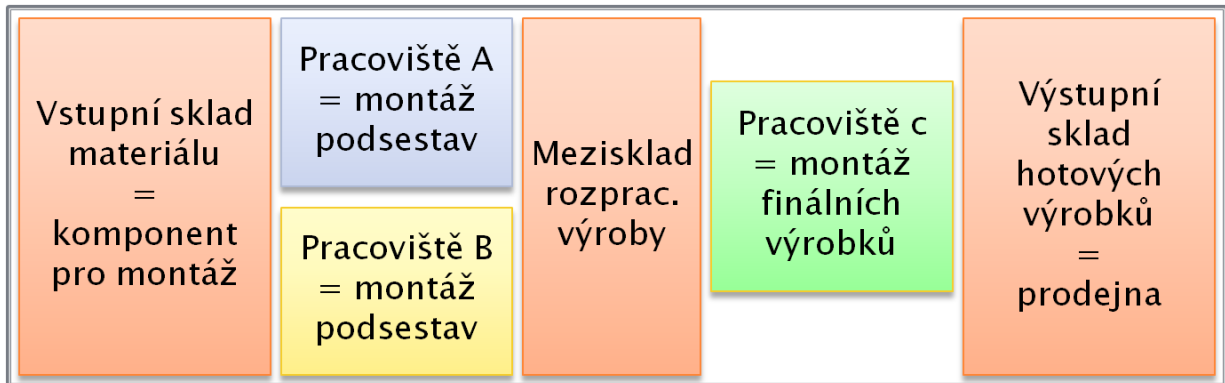 Vstupní sklad
materiálu
=
komponent
pro montáž
Pracoviště A
= montáž
podsestav
Pracoviště B
= montáž
podsestav
Mezisklad
rozprac.
výroby
Pracoviště c
= montáž
finálních
výrobků
Výstupní
sklad
hotových
výrobků
=
prodejna